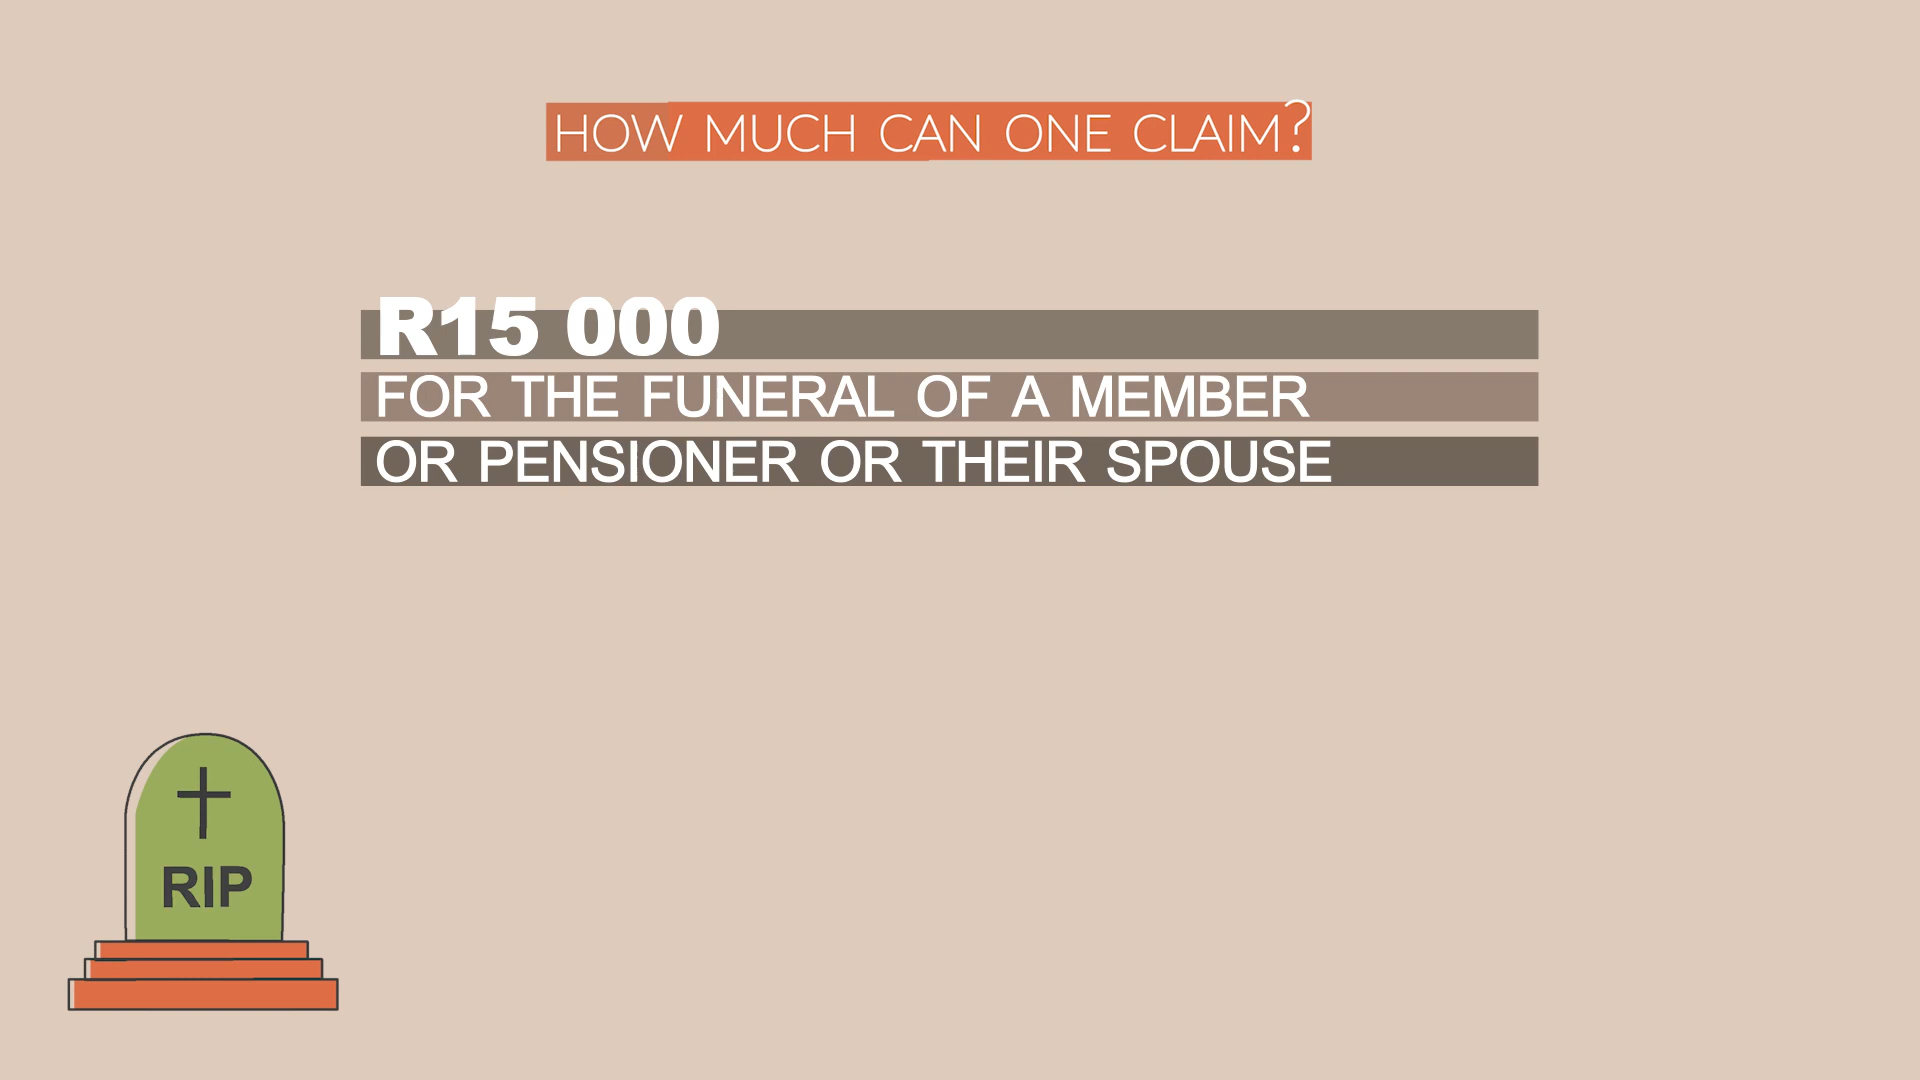 HOW MUCH CAN ONE CLAIM?
R15 000
FOR THE FUNERAL OF A MEMBER
OR PENSIONER OR THEIR SPOUSE
RIP